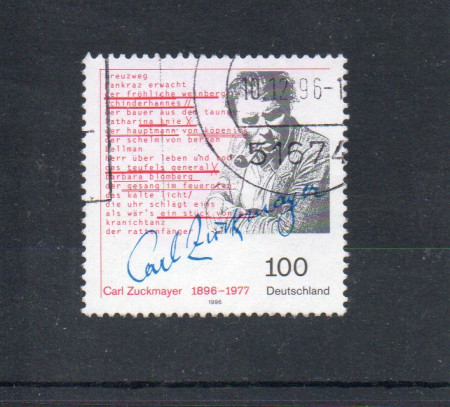 kreuzweg
pankraz erwacht
der fröhliche weinberg
schinderhannes//
der bauer aus dem taunus
katharina knie X
der hauptmann von köpenick
der schelm von bergen
bellman
herr über leben und tod
des teufels general//
barbara blomberg
der gesang im feuerofen
das kalte licht/
die uhr schlägt eins
als wär's ein stück von
kranichtanz
der rattenfänger
10.12.96-1
51674
Carl Zuckmayer
100
Carl Zuckmayer 1896–1977 Deutschland
1996